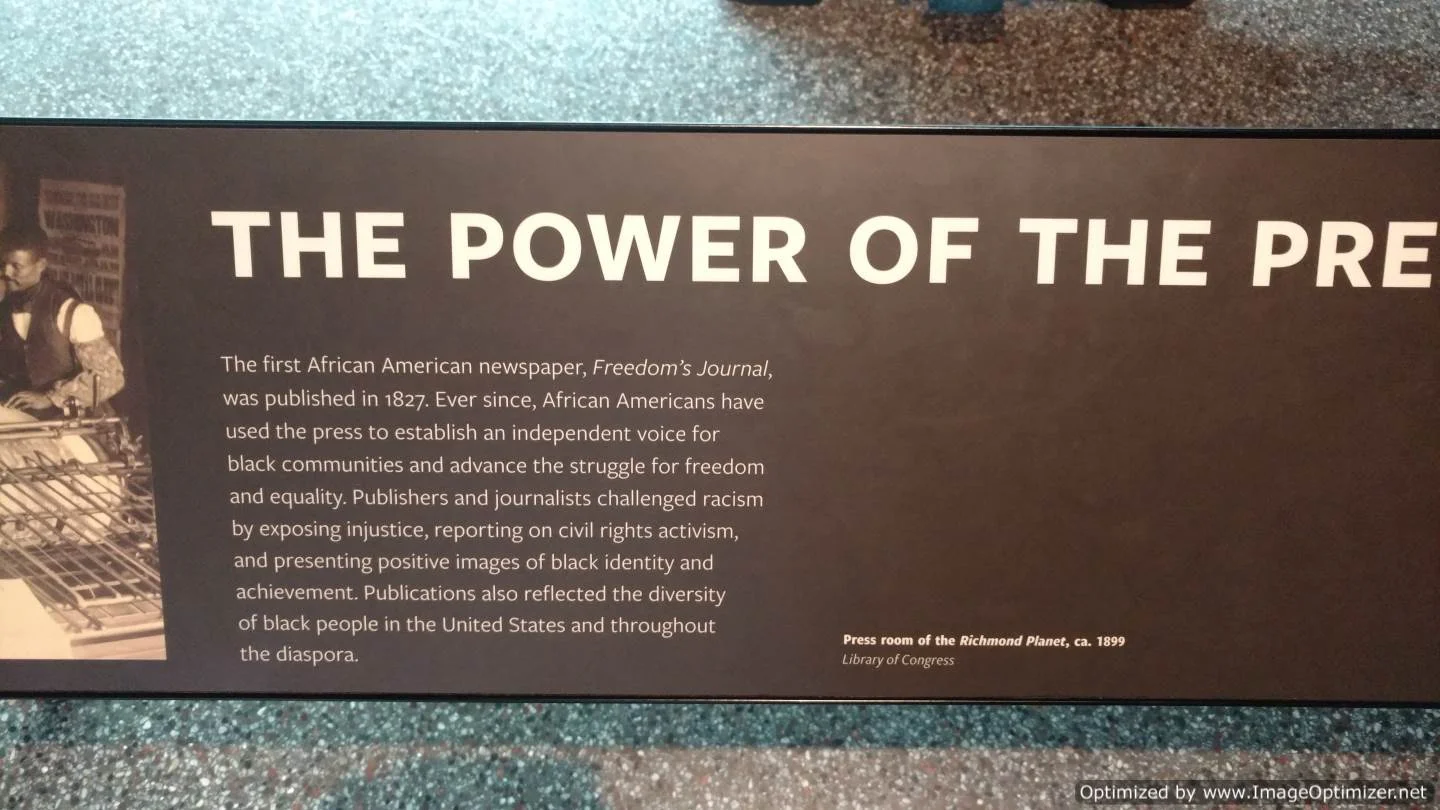 WASHINGTON
THE POWER OF THE PRE
The first African American newspaper, Freedom's Journal,
was published in 1827. Ever since, African Americans have
used the press to establish an independent voice for
black communities and advance the struggle for freedom
and equality. Publishers and journalists challenged racism
by exposing injustice, reporting on civil rights activism,
and presenting positive images of black identity and
achievement. Publications also reflected the diversity
of black people in the United States and throughout
the diaspora.
Press room of the Richmond Planet, ca. 1899
Library of Congress
Optimized by www.ImageOptimizer.net